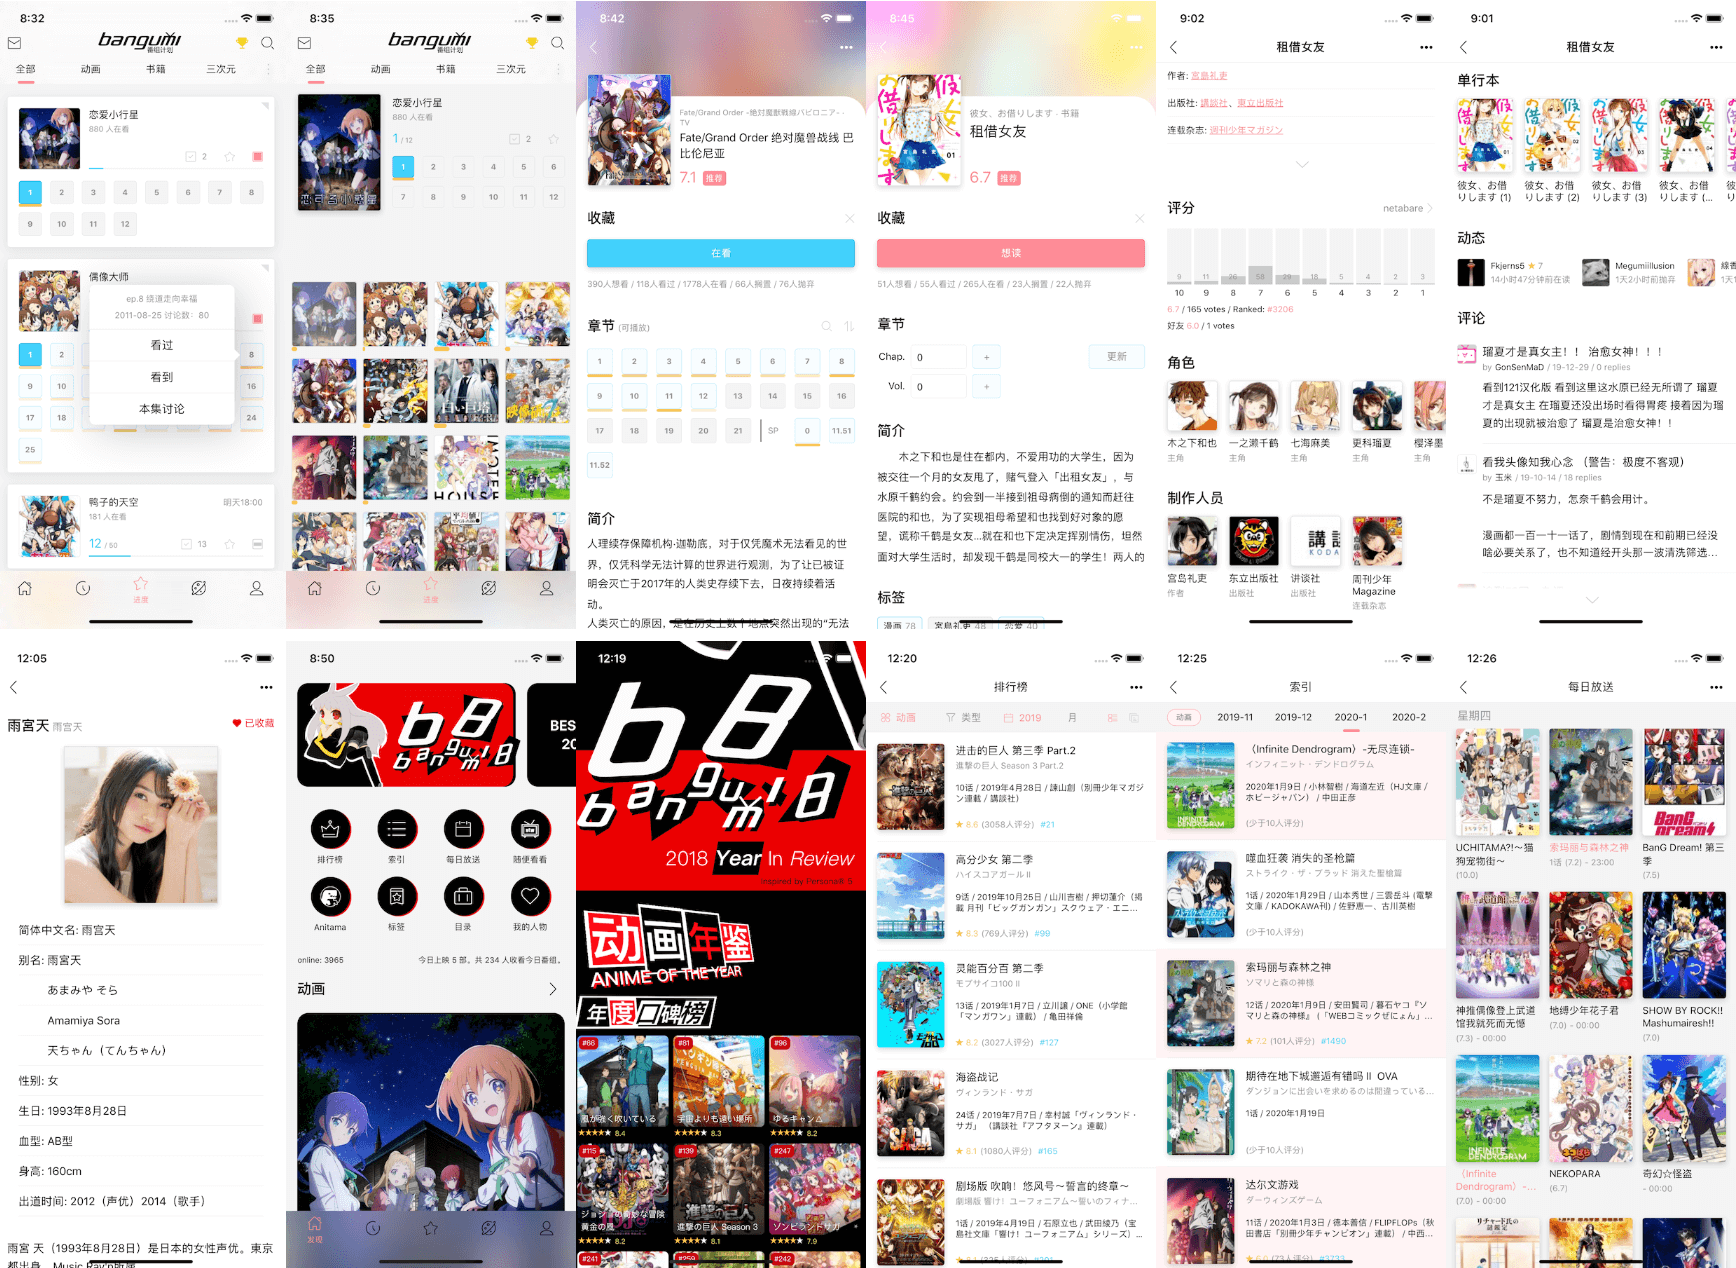 8:32
bangumi
番组计划
全部 动画 书籍 三次元
恋爱小行星
880 人在看
2
1 2 3 4 5 6 7 8
9 10 11 12
偶像大师
ep.8 绕道走向幸福
2011-08-25 讨论数: 80
看过
看到
本集讨论
1 2 8
9 10 16
17 18 24
25
鸭子的天空 明天18:00
181 人在看
12 / 50 13
进度
8:35
bangumi
番组计划
全部 动画 书籍 三次元
恋爱小行星
880 人在看
1 / 12 2
1 2 3 4 5 6
7 8 9 10 11 12
进度
8:42
Fate/Grand Order -绝对魔獣戦線バビロニア- · TV
Fate/Grand Order 绝对魔兽战线 巴比伦尼亚
7.1 推荐
收藏
在看
390人想看 / 118人看过 / 1778人在看 / 66人搁置 / 76人抛弃
章节 (可播放)
1 2 3 4 5 6 7 8
9 10 11 12 13 14 15 16
17 18 19 20 21 SP 0 11.51
11.52
简介
人理续存保障机构·迦勒底，对于仅凭魔术无法看见的世
界，仅凭科学无法计算的世界进行观测，为了让已被证
明会灭亡于2017年的人类史存续下去，日夜持续着活
动。
人类灭亡的原因，是在历史上数个地点突然出现的“无法
8:45
彼女、お借りします · 书籍
租借女友
6.7 推荐
收藏
想读
51人想看 / 55人看过 / 265人在看 / 23人搁置 / 22人抛弃
章节
Chap. 0 + 更新
Vol. 0 +
简介
木之下和也是住在都内，不爱用功的大学生，因为
被交往一个月的女友甩了，赌气登入「出租女友」，与
水原千鹤约会。约会到一半接到祖母病倒的通知而赶往
医院的和也，为了实现祖母希望和也找到好对象的愿
望，谎称千鹤是女友...就在和也下定决定挥别情伤，坦然
面对大学生活时，却发现千鹤是同校大一的学生！两人的
标签
漫画 78 宮島礼吏 48 恋爱 40
9:02
租借女友
作者: 宮島礼吏
出版社: 講談社、東立出版社
连载杂志: 週刊少年マガジン
评分 netabare
9 11 26 58 29 18 5 4 2 3
10 9 8 7 6 5 4 3 2 1
6.7 / 165 votes / Ranked: #3206
好友 6.0 / 1 votes
角色
木之下和也 一之濑千鹤 七海麻美 更科瑠夏 樱泽墨
主角 主角 主角 主角 主角
制作人员
宫岛礼吏 东立出版社 讲谈社 周刊少年 Magazine
作者 出版社 出版社 连载杂志
9:01
租借女友
单行本
彼女、お借りします (1) 彼女、お借りします (2) 彼女、お借りします (3) 彼女、お借りします (...
动态
Fkjerns5 ★ 7 Megumiillusion
14小时47分钟前在读 1天2小时前抛弃
评论
瑠夏才是真女主！！ 治愈女神！！！
by GonSenMaD / 19-12-29 / 0 replies
看到121汉化版 看到这里这水原已经无所谓了 瑠夏
才是真女主 在瑠夏还没出场时看得胃疼 接着因为瑠
夏的出现就被治愈了 瑠夏是治愈女神！！
看我头像知我心念 （警告：极度不客观）
by 玉米 / 19-10-14 / 18 replies
不是瑠夏不努力，怎奈千鹤会用计。
漫画都一百一十一话了，剧情到现在和前期已经没
啥必要关系了，也不知道经开头那一波清洗筛选...
12:05
雨宮天 雨宫天 已收藏
简体中文名: 雨宫天
别名: 雨宮天
あまみや そら
Amamiya Sora
天ちゃん（てんちゃん）
性别: 女
生日: 1993年8月28日
血型: AB型
身高: 160cm
出道时间: 2012（声优）2014（歌手）
雨宮 天（1993年8月28日）是日本的女性声优。東京
都出身，Music Ray'n所属
8:50
bangumi 18
BES
20
排行榜 索引 每日放送 随便看看
Anitama 标签 目录 我的人物
online: 3965 今日上映 5 部。共 234 人收看今日番组。
动画
发现
12:19
bangumi 18
2018 Year In Review
Inspired by Persona® 5
动画年鉴
ANIME OF THE YEAR
年度口碑榜
#66 #81 #96
風が強く吹いている 宇宙よりも遠い場所 ゆるキャン△
★★★★★ 8.4 ★★★★★ 8.3 ★★★★★ 8.2
#115 #139 #247
ジョジョの奇妙な冒険 黄金の風 進撃の巨人 Season 3 ゾンビランドサガ
★★★★★ 8.2 ★★★★★ 7.9
#241 #259
12:20
排行榜
动画 类型 2019 月
进击的巨人 第三季 Part.2
進撃の巨人 Season 3 Part.2
10话 / 2019年4月28日 / 諫山創（別冊少年マガジ
ン連載 / 講談社）
★ 8.6 (3058人评分) #21
高分少女 第二季
ハイスコアガール II
9话 / 2019年10月25日 / 山川吉樹 / 押切蓮介（掲
載 月刊「ビッグガンガン」スクウェア・エニ...
★ 8.3 (769人评分) #99
灵能百分百 第二季
モブサイコ100 II
13话 / 2019年1月7日 / 立川譲 / ONE（小学館
「マンガワン」連載） / 亀田祥倫
★ 8.2 (3027人评分) #127
海盗战记
ヴィンランド・サガ
24话 / 2019年7月7日 / 幸村誠「ヴィンランド・
サガ」（講談社『アフタヌーン』連載）
★ 8.1 (1080人评分) #165
剧场版 吹响！悠风号～誓言的终章～
劇場版 響け！ユーフォニアム～誓いのフィナ...
1话 / 2019年4月19日 / 石原立也 / 武田綾乃（宝
島社文庫『響け！ユーフォニアム』シリーズ）...
12:25
索引
动画 2019-11 2019-12 2020-1 2020-2
〈Infinite Dendrogram〉-无尽连锁-
インフィニット・デンドログラム
2020年1月9日 / 小林智樹 / 海道左近（HJ文庫 /
ホビージャパン） / 中田正彦
(少于10人评分)
噬血狂袭 消失的圣枪篇
ストライク・ザ・ブラッド 消えた聖槍篇
1话 / 2020年1月29日 / 山本秀世 / 三雲岳斗 (電撃
文庫 / KADOKAWA刊) / 佐野恵一、古川英樹
(少于10人评分)
索玛丽与森林之神
ソマリと森の神様
12话 / 2020年1月9日 / 安田賢司 / 暮石ヤコ『ソ
マリと森の神様』（「WEBコミックぜにょん」...
★ 7.2 (101人评分) #1490
期待在地下城邂逅有错吗 II OVA
ダンジョンに出会いを求めるのは間違っている...
1话 / 2020年1月19日
(少于10人评分)
达尔文游戏
ダーウィンズゲーム
11话 / 2020年1月3日 / 徳本善信 / FLIPFLOPs（秋
田書店「別冊少年チャンピオン」連載） / 中西...
12:26
每日放送
星期四
UCHITAMA?!～猫狗宠物街～ 索玛丽与森林之神 BanG Dream! 第三季
(10.0) 1话 (7.2) - 23:00 (7.5)
神推偶像登上武道馆我就死而无憾 地缚少年花子君 SHOW BY ROCK!! Mashumairesh!!
(7.3) - 00:00 (7.0) - 00:00 (7.0)
〈Infinite Dendrogram〉-... NEKOPARA 奇幻☆怪盗
(7.0) - 00:00 (6.7) - 00:00